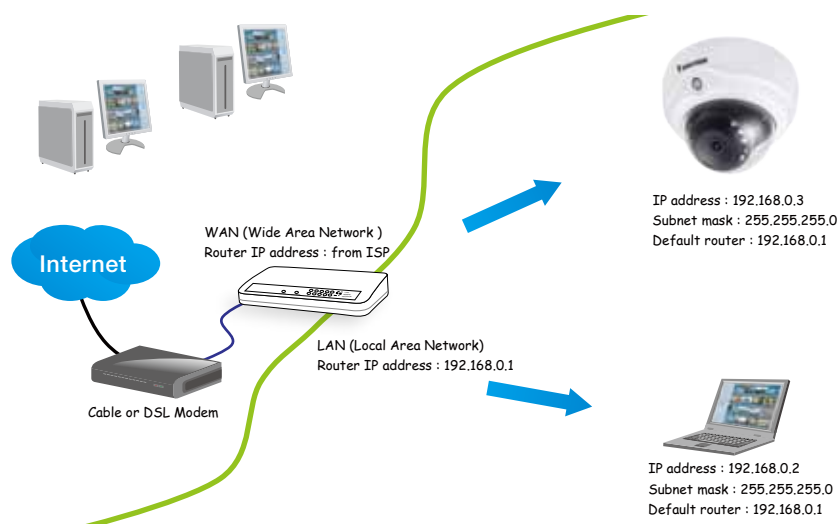 IP address : 192.168.0.3
Subnet mask : 255.255.255.0
Default router : 192.168.0.1
WAN (Wide Area Network )
Router IP address : from ISP
Internet
LAN (Local Area Network)
Router IP address : 192.168.0.1
Cable or DSL Modem
IP address : 192.168.0.2
Subnet mask : 255.255.255.0
Default router : 192.168.0.1